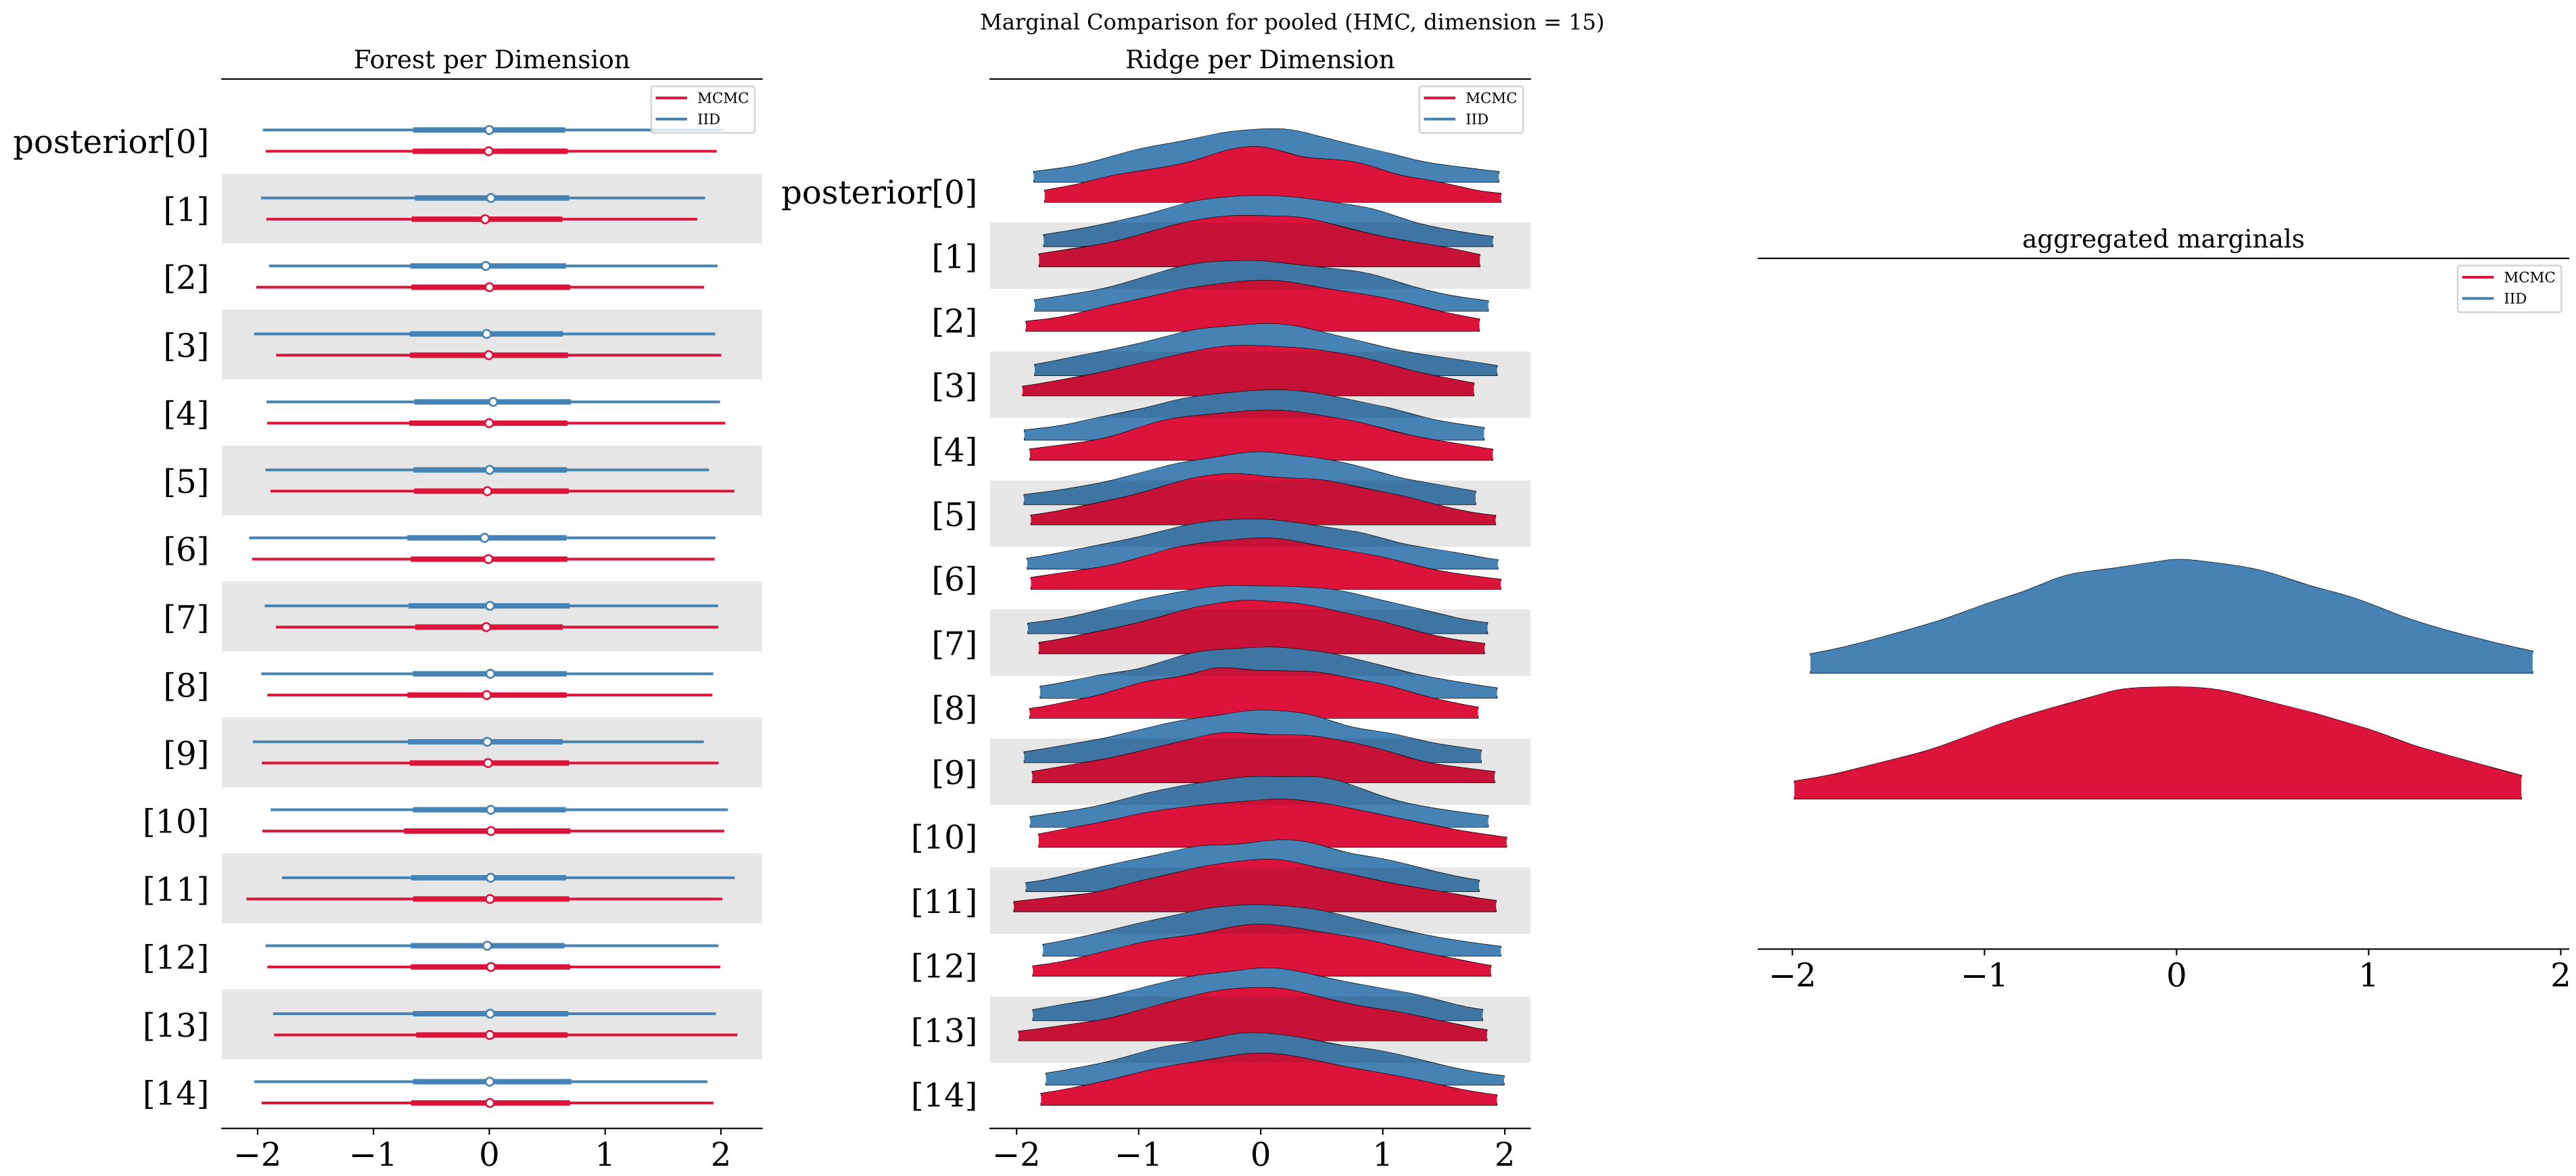 Marginal Comparison for pooled (HMC, dimension = 15)
Forest per Dimension
MCMC
IID
posterior[0]
[1]
[2]
[3]
[4]
[5]
[6]
[7]
[8]
[9]
[10]
[11]
[12]
[13]
[14]
−2 −1 0 1 2
Ridge per Dimension
MCMC
IID
posterior[0]
[1]
[2]
[3]
[4]
[5]
[6]
[7]
[8]
[9]
[10]
[11]
[12]
[13]
[14]
−2 −1 0 1 2
aggregated marginals
MCMC
IID
−2 −1 0 1 2